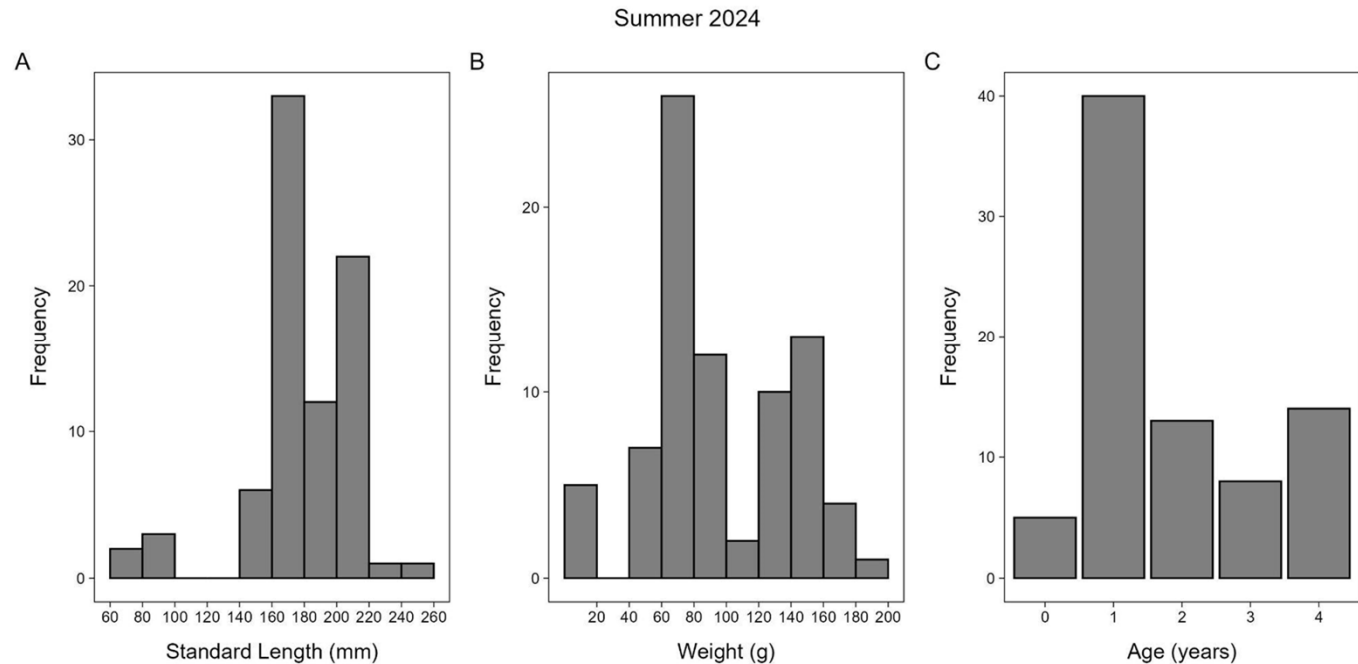 Summer 2024
A
Frequency
30
20
10
0
60 80 100 120 140 160 180 200 220 240 260
Standard Length (mm)
B
Frequency
20
10
0
20 40 60 80 100 120 140 160 180 200
Weight (g)
C
Frequency
40
30
20
10
0
0 1 2 3 4
Age (years)